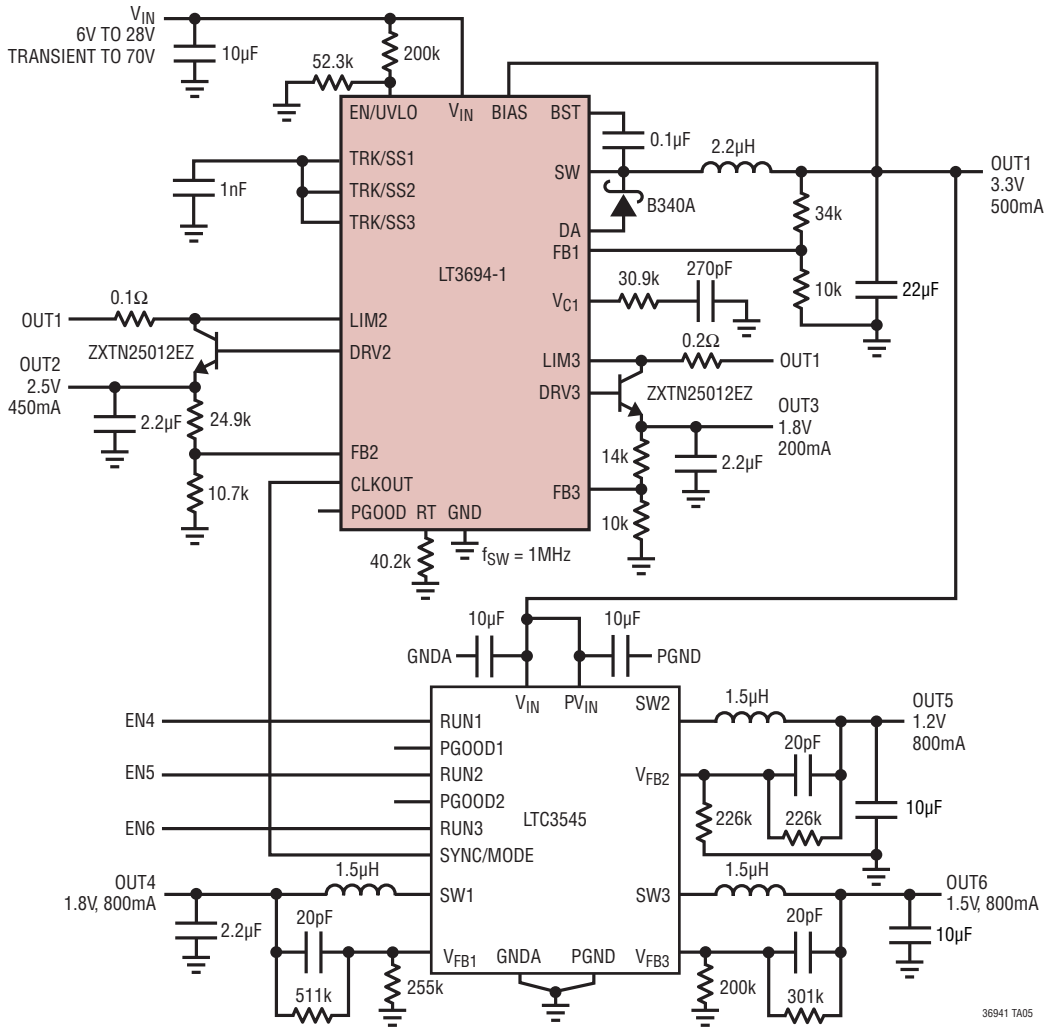 VIN
6V TO 28V
TRANSIENT TO 70V
10µF
200k
52.3k
EN/UVLO
VIN
BIAS
BST
0.1µF
2.2µH
TRK/SS1
SW
OUT1
3.3V
500mA
1nF
TRK/SS2
B340A
34k
TRK/SS3
DA
FB1
LT3694-1
30.9k
270pF
10k
22µF
VC1
0.1Ω
OUT1
LIM2
0.2Ω
ZXTN25012EZ
DRV2
LIM3
OUT1
OUT2
2.5V
450mA
DRV3
ZXTN25012EZ
OUT3
1.8V
200mA
2.2µF
24.9k
14k
2.2µF
FB2
CLKOUT
FB3
10.7k
PGOOD
RT
GND
10k
40.2k
fSW = 1MHz
10µF
10µF
GNDA
PGND
VIN
PVIN
SW2
1.5µH
OUT5
1.2V
800mA
EN4
RUN1
PGOOD1
20pF
EN5
RUN2
VFB2
PGOOD2
LTC3545
226k
226k
10µF
EN6
RUN3
SYNC/MODE
OUT4
1.8V, 800mA
1.5µH
SW1
SW3
1.5µH
OUT6
1.5V, 800mA
2.2µF
20pF
20pF
10µF
VFB1
GNDA
PGND
VFB3
511k
255k
200k
301k
36941 TA05